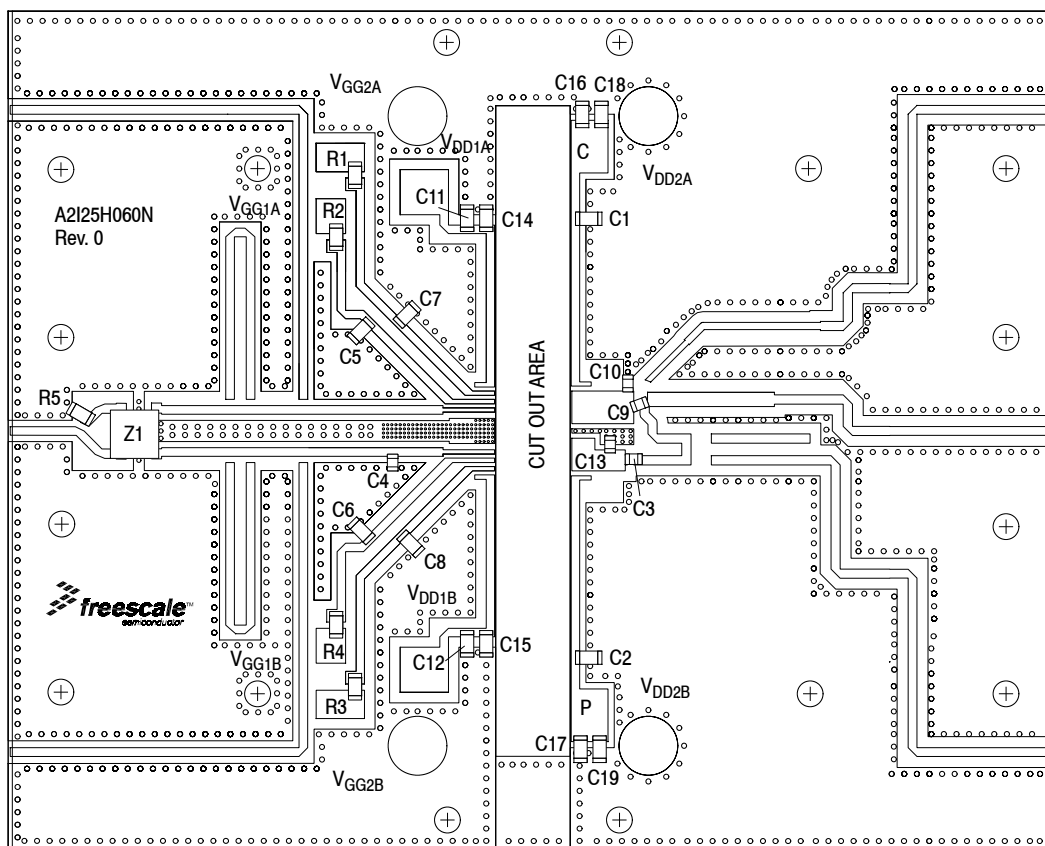 C16 C18
VGG2A
VDD1A
R1
C
VDD2A
A2I25H060N
Rev. 0
VGG1A
R2
C11
C14
C1
C7
C5
CUT OUT AREA
C10
R5
C9
Z1
C4
C13
C3
C6
C8
freescale™
semiconductor
VDD1B
R4
C12
C15
C2
VGG1B
R3
VDD2B
P
C17
C19
VGG2B